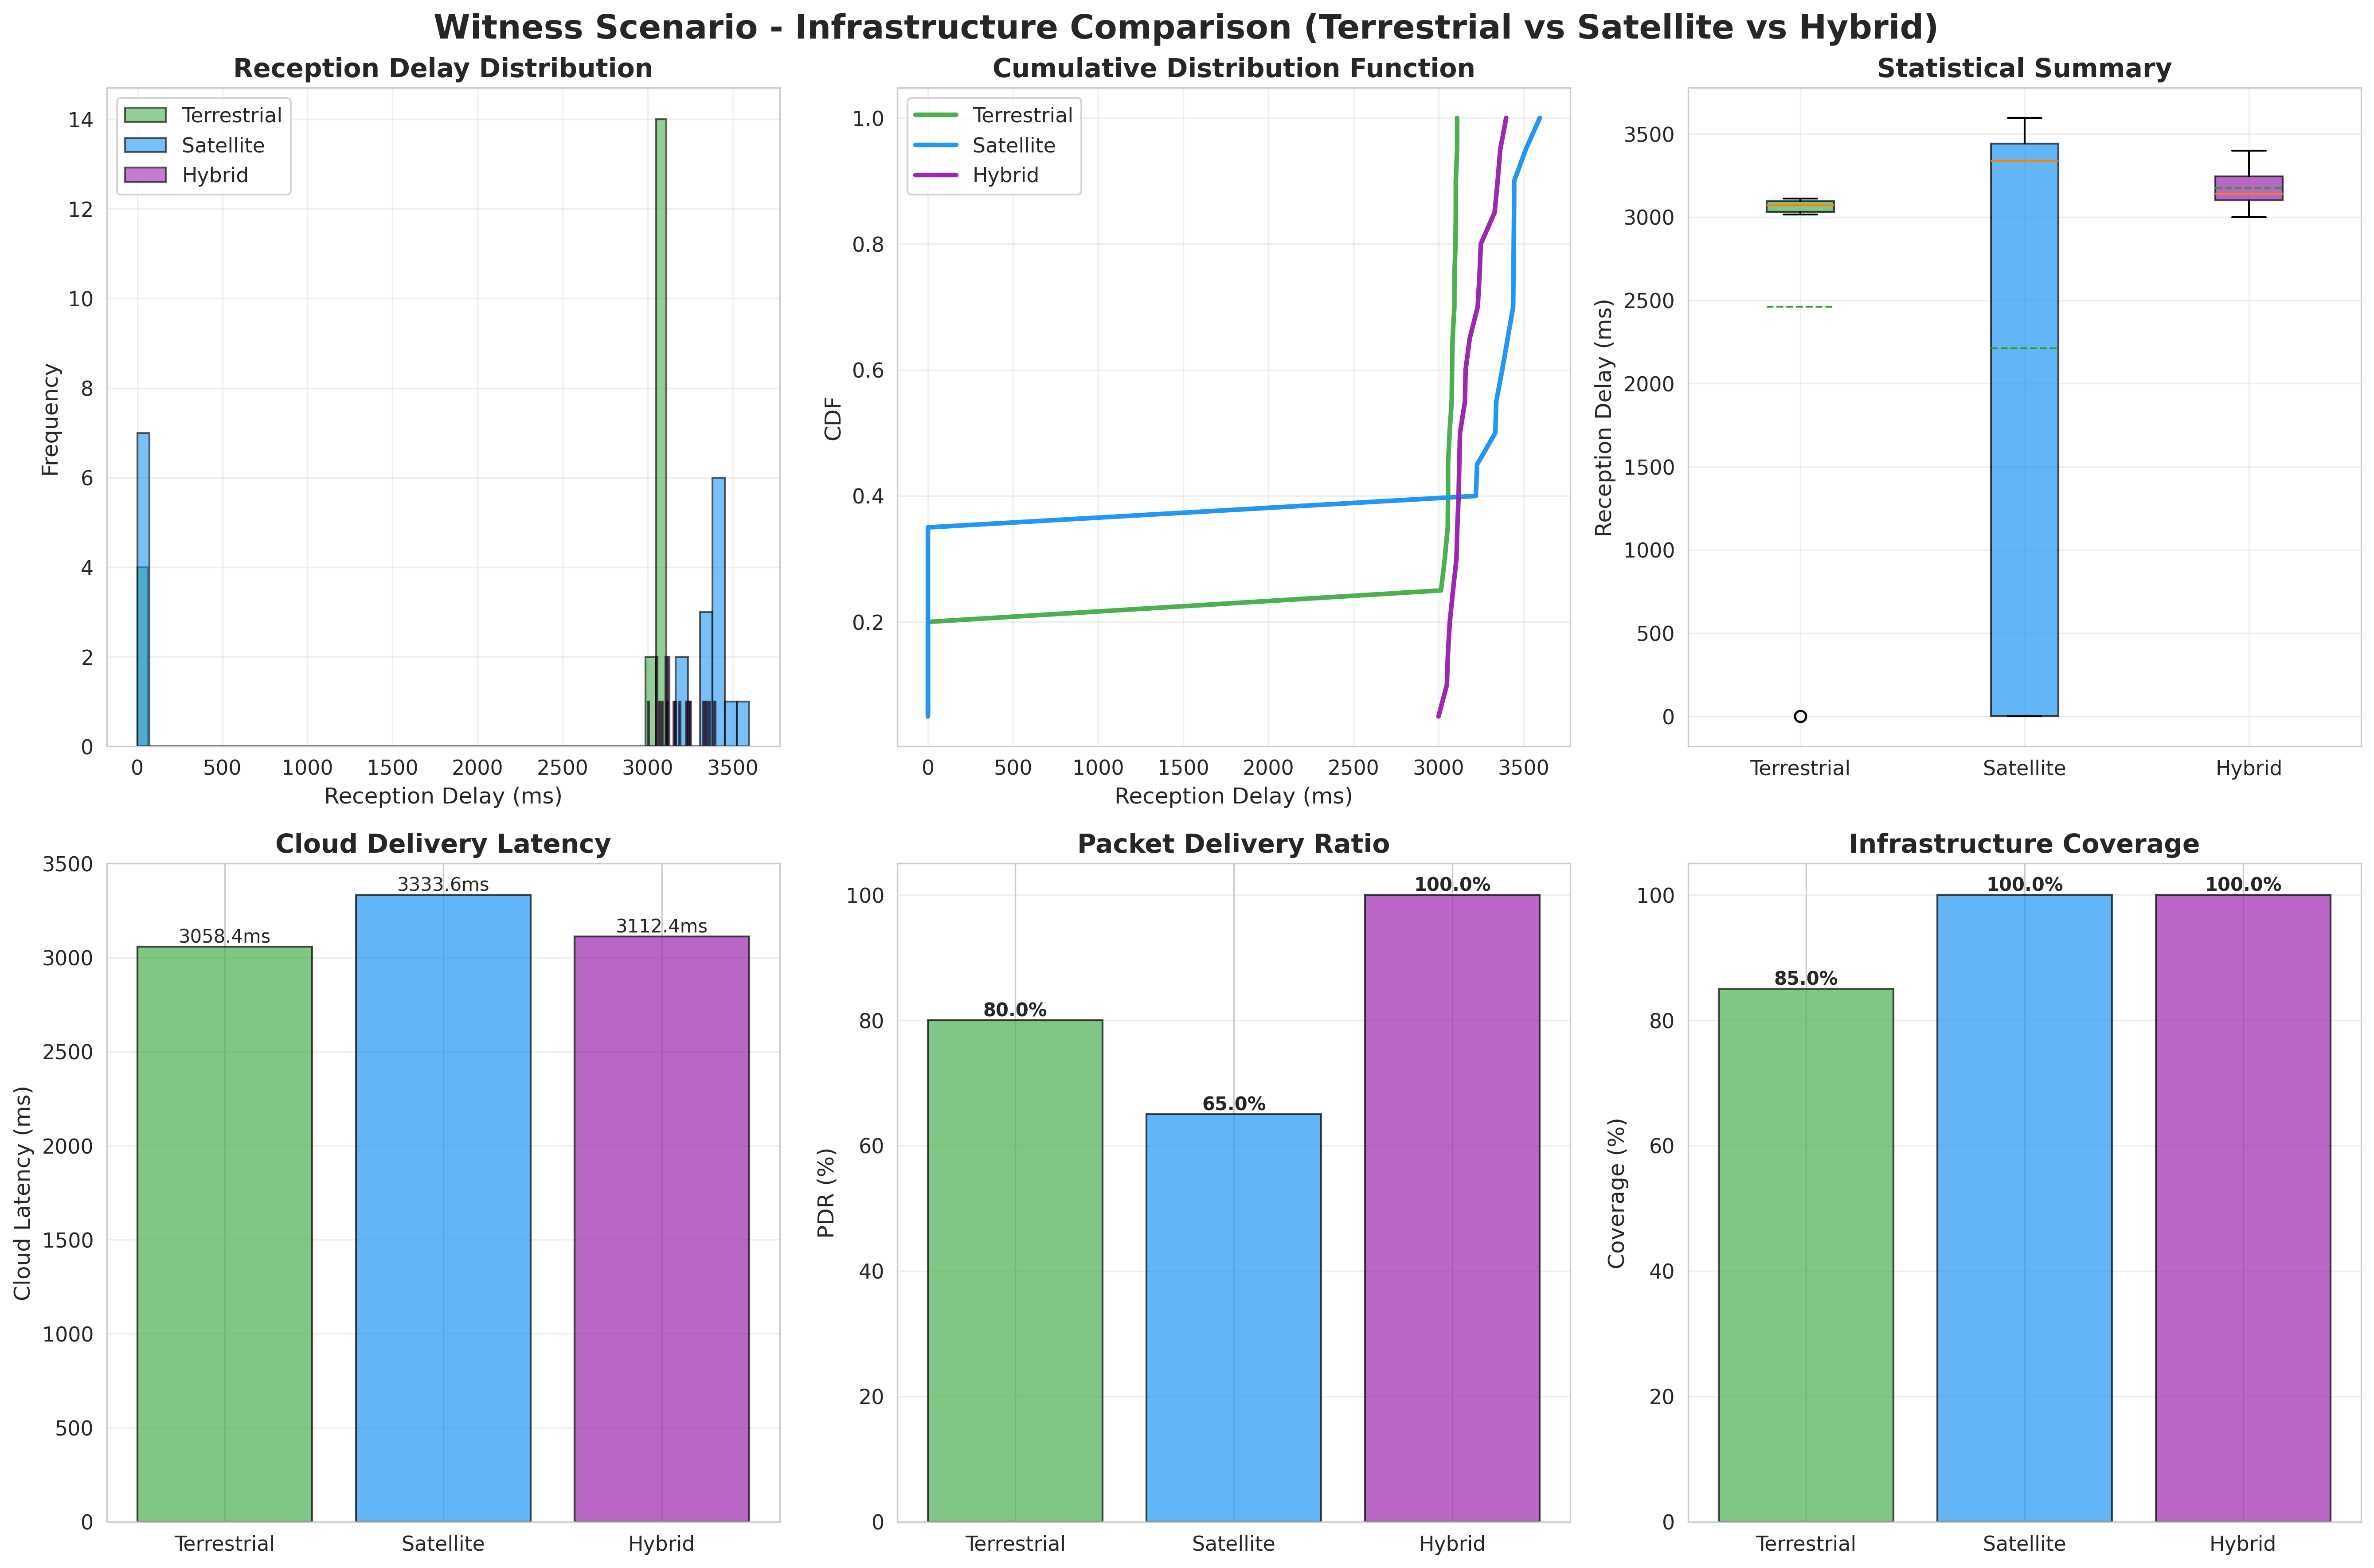 Witness Scenario - Infrastructure Comparison (Terrestrial vs Satellite vs Hybrid)
Reception Delay Distribution
Terrestrial
Satellite
Hybrid
14
12
10
8
6
4
2
0
Frequency
0 500 1000 1500 2000 2500 3000 3500
Reception Delay (ms)
Cumulative Distribution Function
Terrestrial
Satellite
Hybrid
1.0
0.8
0.6
0.4
0.2
CDF
0 500 1000 1500 2000 2500 3000 3500
Reception Delay (ms)
Statistical Summary
3500
3000
2500
2000
1500
1000
500
0
Reception Delay (ms)
Terrestrial Satellite Hybrid
Cloud Delivery Latency
3500
3000
2500
2000
1500
1000
500
0
Cloud Latency (ms)
3058.4ms
3333.6ms
3112.4ms
Terrestrial Satellite Hybrid
Packet Delivery Ratio
100
80
60
40
20
0
PDR (%)
80.0%
65.0%
100.0%
Terrestrial Satellite Hybrid
Infrastructure Coverage
100
80
60
40
20
0
Coverage (%)
85.0%
100.0%
100.0%
Terrestrial Satellite Hybrid